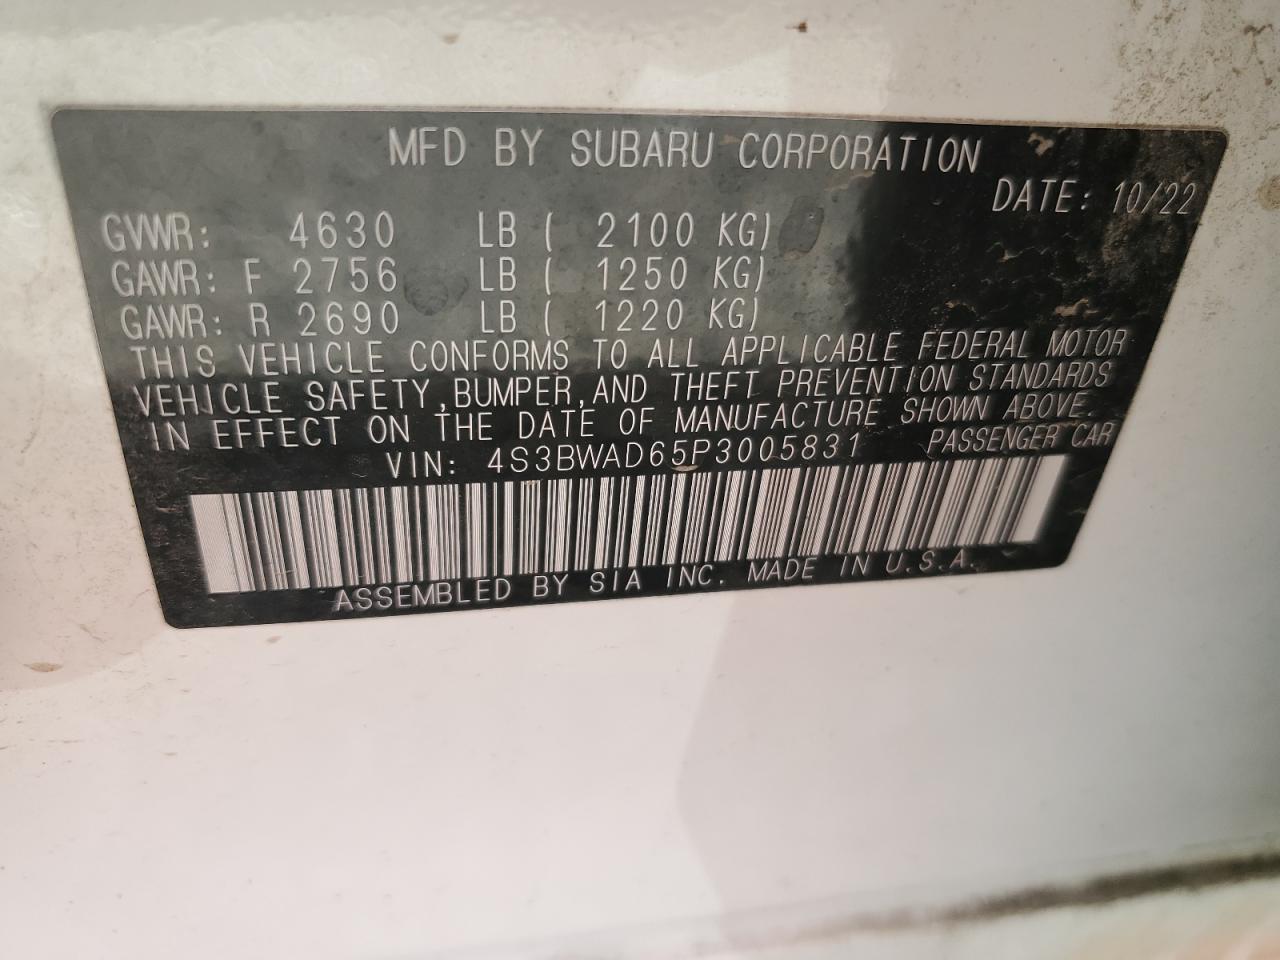 MFD BY SUBARU CORPORATION
DATE: 10/22
GVWR: 4630 LB ( 2100 KG)
GAWR: F 2756 LB ( 1250 KG)
GAWR: R 2690 LB ( 1220 KG)
THIS VEHICLE CONFORMS TO ALL APPLICABLE FEDERAL MOTOR
VEHICLE SAFETY,BUMPER,AND THEFT PREVENTION STANDARDS
IN EFFECT ON THE DATE OF MANUFACTURE SHOWN ABOVE.
VIN: 4S3BWAD65P3005831 PASSENGER CAR
ASSEMBLED BY SIA INC. MADE IN U.S.A.